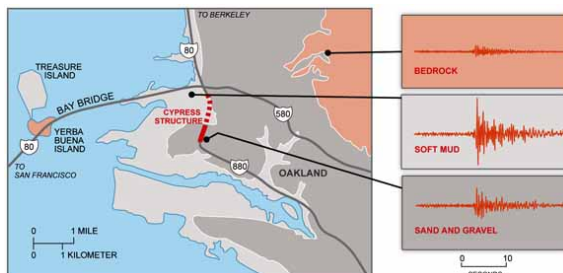 TO BERKELEY
80
TREASURE
ISLAND
BAY BRIDGE
CYPRESS
STRUCTURE
580
YERBA
BUENA
ISLAND
80
TO
SAN FRANCISCO
OAKLAND
880
0 1 MILE
0 1 KILOMETER
BEDROCK
SOFT MUD
SAND AND GRAVEL
0 10
SECONDS